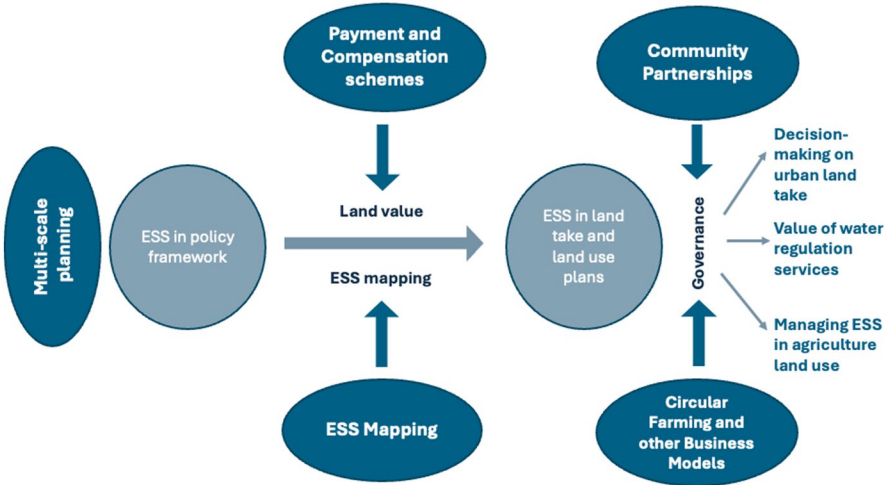 Payment and
Compensation
schemes
Community
Partnerships
Multi-scale
planning
ESS in policy
framework
Land value
ESS mapping
ESS in land
take and
land use
plans
Governance
Decision-
making on
urban land
take
Value of water
regulation
services
Managing ESS
in agriculture
land use
ESS Mapping
Circular
Farming and
other Business
Models